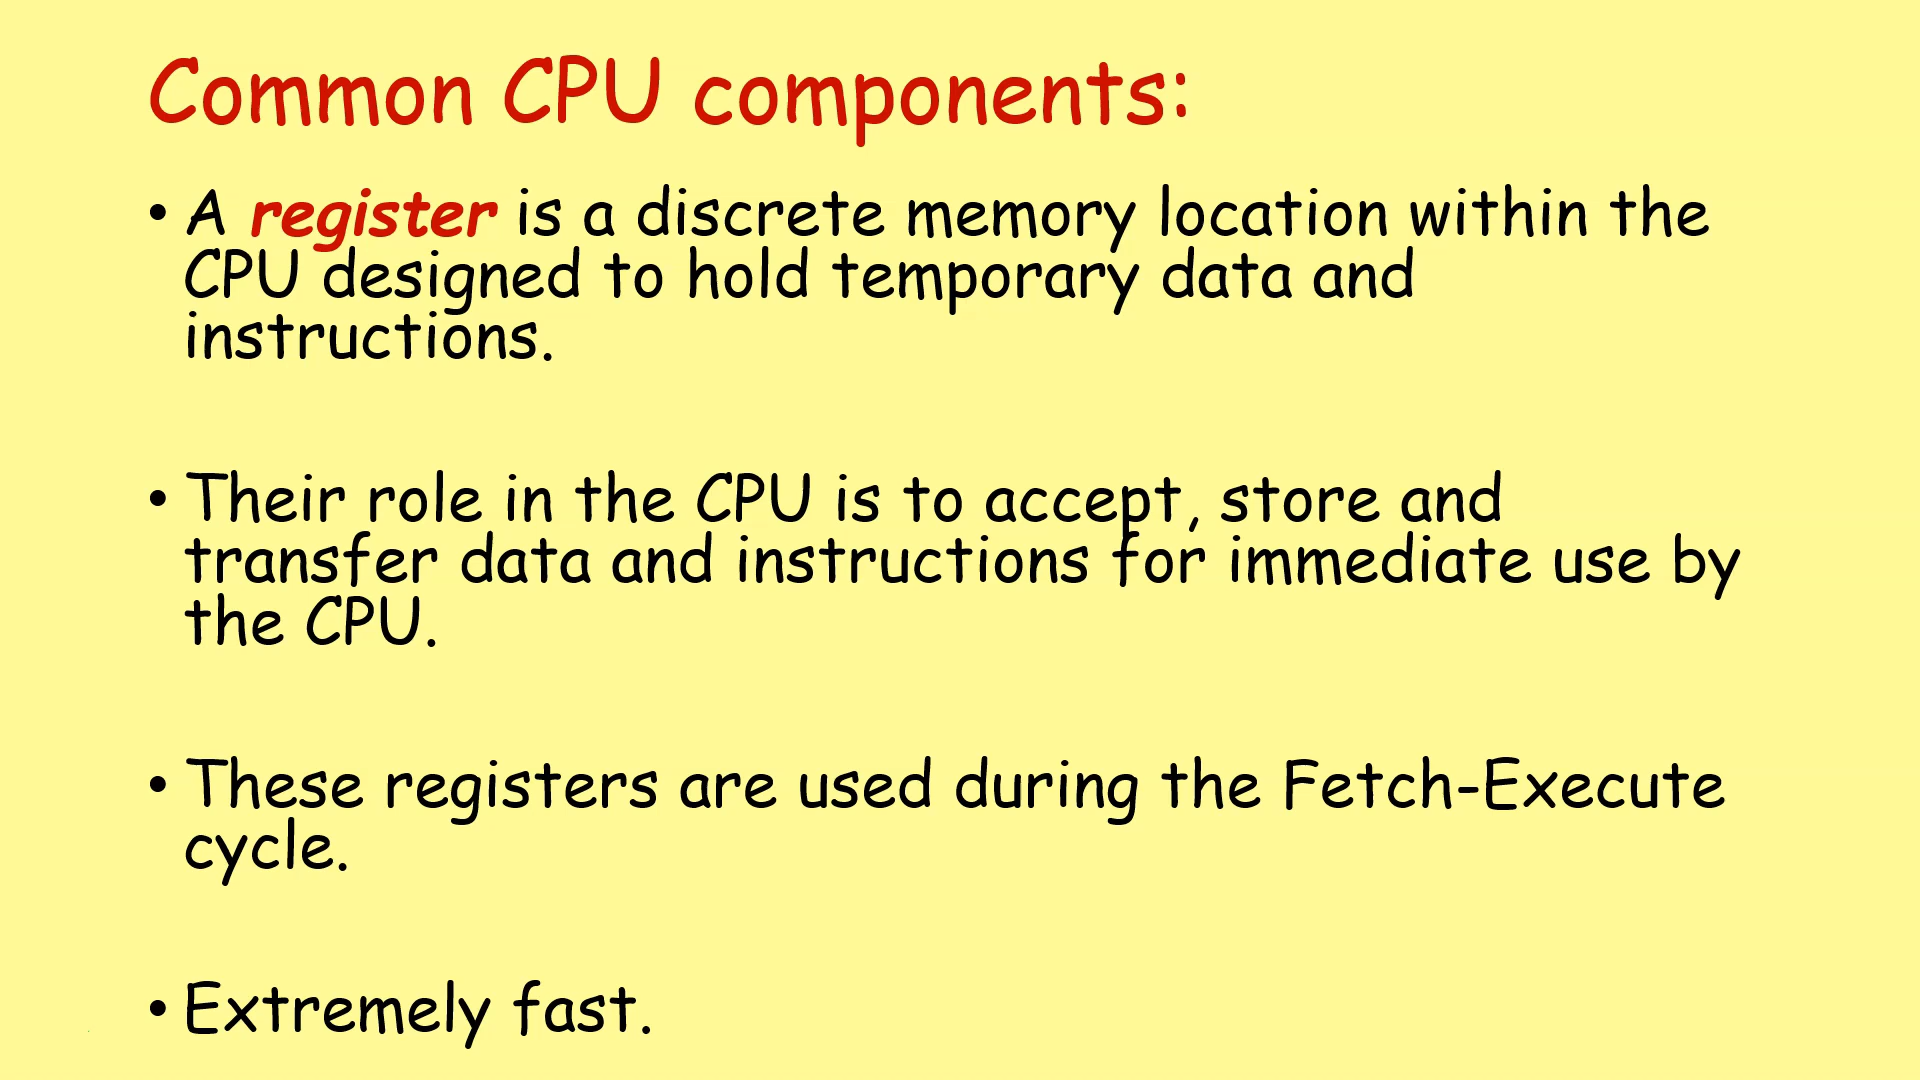 Common CPU components:
• A register is a discrete memory location within the
CPU designed to hold temporary data and
instructions.
• Their role in the CPU is to accept, store and
transfer data and instructions for immediate use by
the CPU.
• These registers are used during the Fetch-Execute
cycle.
• Extremely fast.